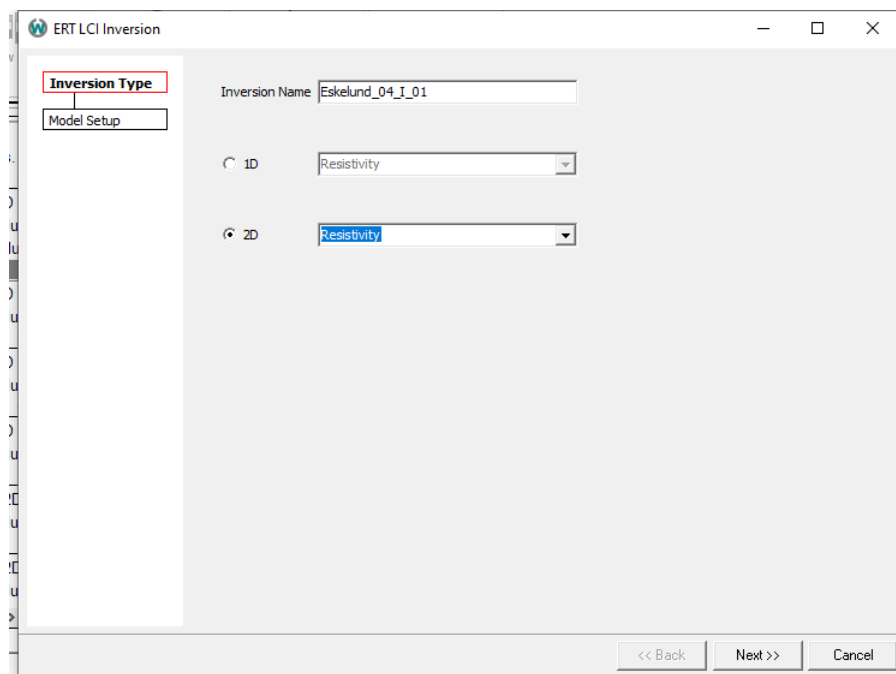 ERT LCI Inversion
Inversion Type
Model Setup
Inversion Name Eskelund_04_I_01
1D Resistivity
2D Resistivity
<< Back Next >> Cancel